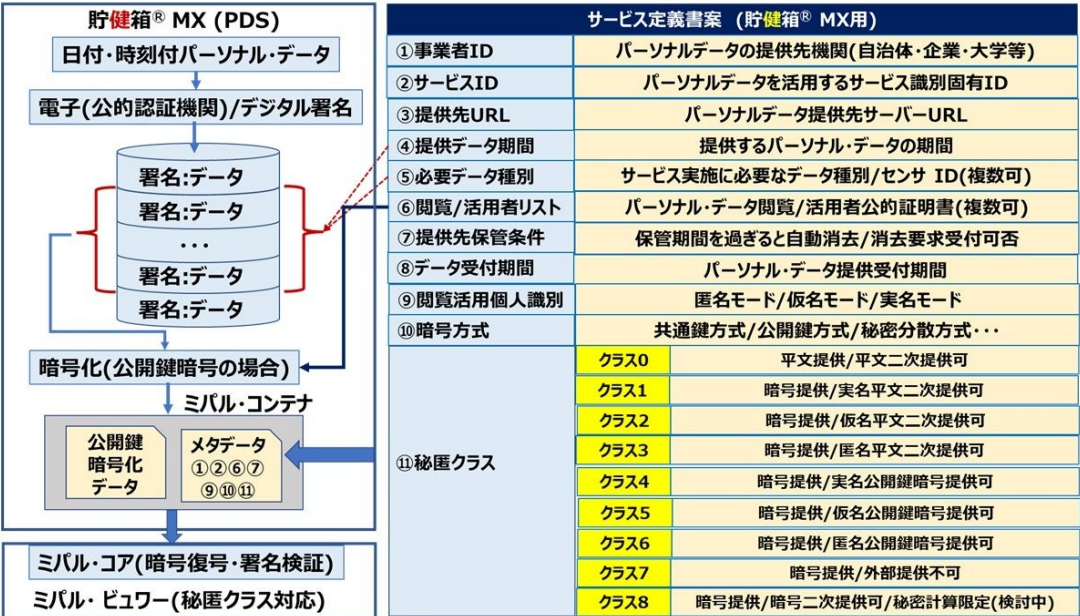 貯健箱® MX (PDS)
日付・時刻付パーソナル・データ
電子(公的認証機関)/デジタル署名
署名:データ
署名:データ
・・・
署名:データ
署名:データ
暗号化(公開鍵暗号の場合)
ミパル・コンテナ
公開鍵
暗号化
データ
メタデータ
①②⑥⑦
⑨⑩⑪
ミパル・コア(暗号復号・署名検証)
ミパル・ビュワー(秘匿クラス対応)
サービス定義書案 (貯健箱® MX用)
①事業者ID パーソナルデータの提供先機関(自治体・企業・大学等)
②サービスID パーソナルデータを活用するサービス識別固有ID
③提供先URL パーソナルデータ提供先サーバーURL
④提供データ期間 提供するパーソナル・データの期間
⑤必要データ種別 サービス実施に必要なデータ種別/センサ ID(複数可)
⑥閲覧/活用者リスト パーソナル・データ閲覧/活用者公的証明書(複数可)
⑦提供先保管条件 保管期間を過ぎると自動消去/消去要求受付可否
⑧データ受付期間 パーソナル・データ提供受付期間
⑨閲覧活用個人識別 匿名モード/仮名モード/実名モード
⑩暗号方式 共通鍵方式/公開鍵方式/秘密分散方式・・・
⑪秘匿クラス
クラス0 平文提供/平文二次提供可
クラス1 暗号提供/実名平文二次提供可
クラス2 暗号提供/仮名平文二次提供可
クラス3 暗号提供/匿名平文二次提供可
クラス4 暗号提供/実名公開鍵暗号提供可
クラス5 暗号提供/仮名公開鍵暗号提供可
クラス6 暗号提供/匿名公開鍵暗号提供可
クラス7 暗号提供/外部提供不可
クラス8 暗号提供/暗号二次提供可/秘密計算限定(検討中)